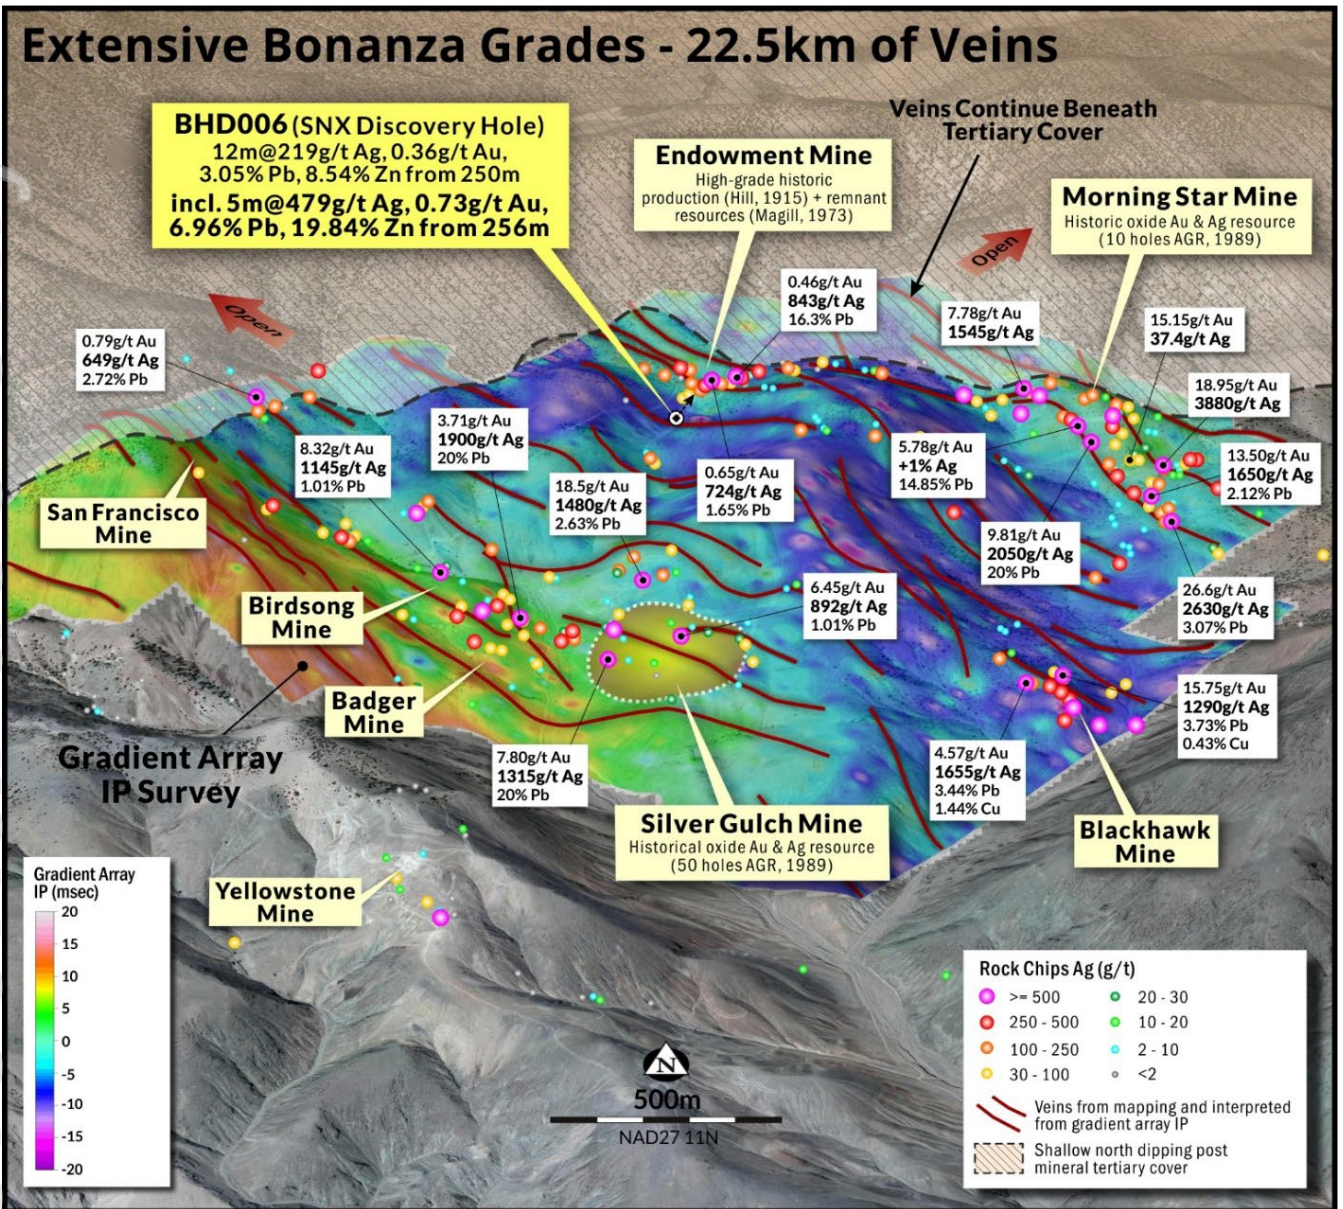 Extensive Bonanza Grades - 22.5km of Veins
BHD006 (SNX Discovery Hole)
12m@219g/t Ag, 0.36g/t Au,
3.05% Pb, 8.54% Zn from 250m
incl. 5m@479g/t Ag, 0.73g/t Au,
6.96% Pb, 19.84% Zn from 256m
Endowment Mine
High-grade historic
production (Hill, 1915) + remnant
resources (Magill, 1973)
Veins Continue Beneath
Tertiary Cover
Morning Star Mine
Historic oxide Au & Ag resource
(10 holes AGR, 1989)
Open
Open
0.79g/t Au
649g/t Ag
2.72% Pb
0.46g/t Au
843g/t Ag
16.3% Pb
7.78g/t Au
1545g/t Ag
15.15g/t Au
37.4g/t Ag
18.95g/t Au
3880g/t Ag
8.32g/t Au
1145g/t Ag
1.01% Pb
3.71g/t Au
1900g/t Ag
20% Pb
18.5g/t Au
1480g/t Ag
2.63% Pb
0.65g/t Au
724g/t Ag
1.65% Pb
5.78g/t Au
+1% Ag
14.85% Pb
13.50g/t Au
1650g/t Ag
2.12% Pb
San Francisco
Mine
9.81g/t Au
2050g/t Ag
20% Pb
6.45g/t Au
892g/t Ag
1.01% Pb
26.6g/t Au
2630g/t Ag
3.07% Pb
Birdsong
Mine
Badger
Mine
15.75g/t Au
1290g/t Ag
3.73% Pb
0.43% Cu
Gradient Array
IP Survey
7.80g/t Au
1315g/t Ag
20% Pb
4.57g/t Au
1655g/t Ag
3.44% Pb
1.44% Cu
Silver Gulch Mine
Historical oxide Au & Ag resource
(50 holes AGR, 1989)
Blackhawk
Mine
Yellowstone
Mine
Gradient Array
IP (msec)
20
15
10
5
0
-5
-10
-15
-20
N
500m
NAD27 11N
Rock Chips Ag (g/t)
>= 500
250 - 500
100 - 250
30 - 100
20 - 30
10 - 20
2 - 10
<2
Veins from mapping and interpreted
from gradient array IP
Shallow north dipping post
mineral tertiary cover